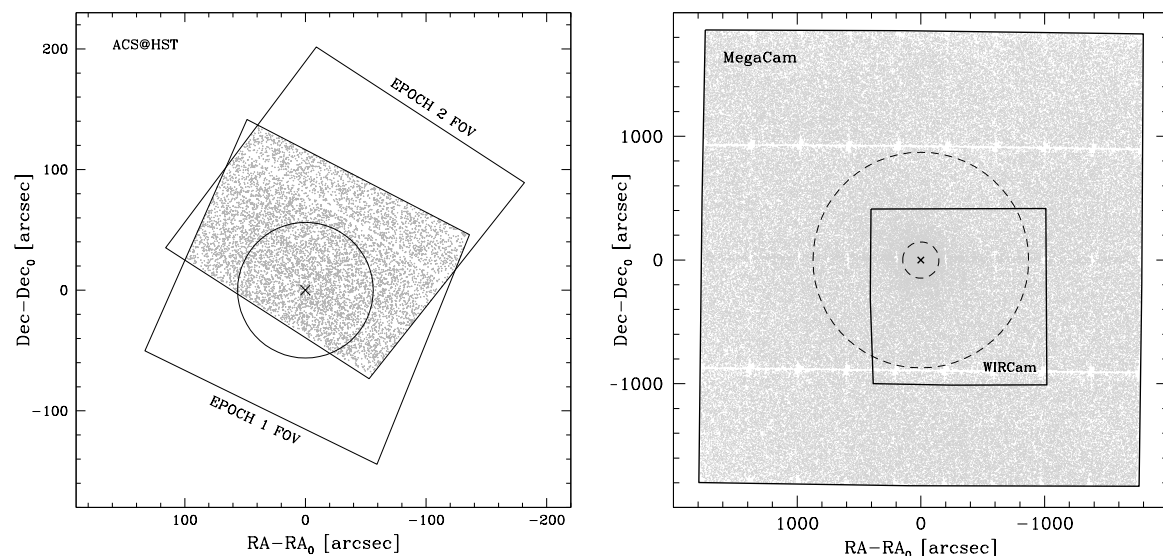 ACS@HST
EPOCH 2 FOV
EPOCH 1 FOV
200
100
0
-100
Dec-Dec₀ [arcsec]
100
0
-100
-200
RA-RA₀ [arcsec]
MegaCam
WIRCam
1000
0
-1000
Dec-Dec₀ [arcsec]
1000
0
-1000
RA-RA₀ [arcsec]